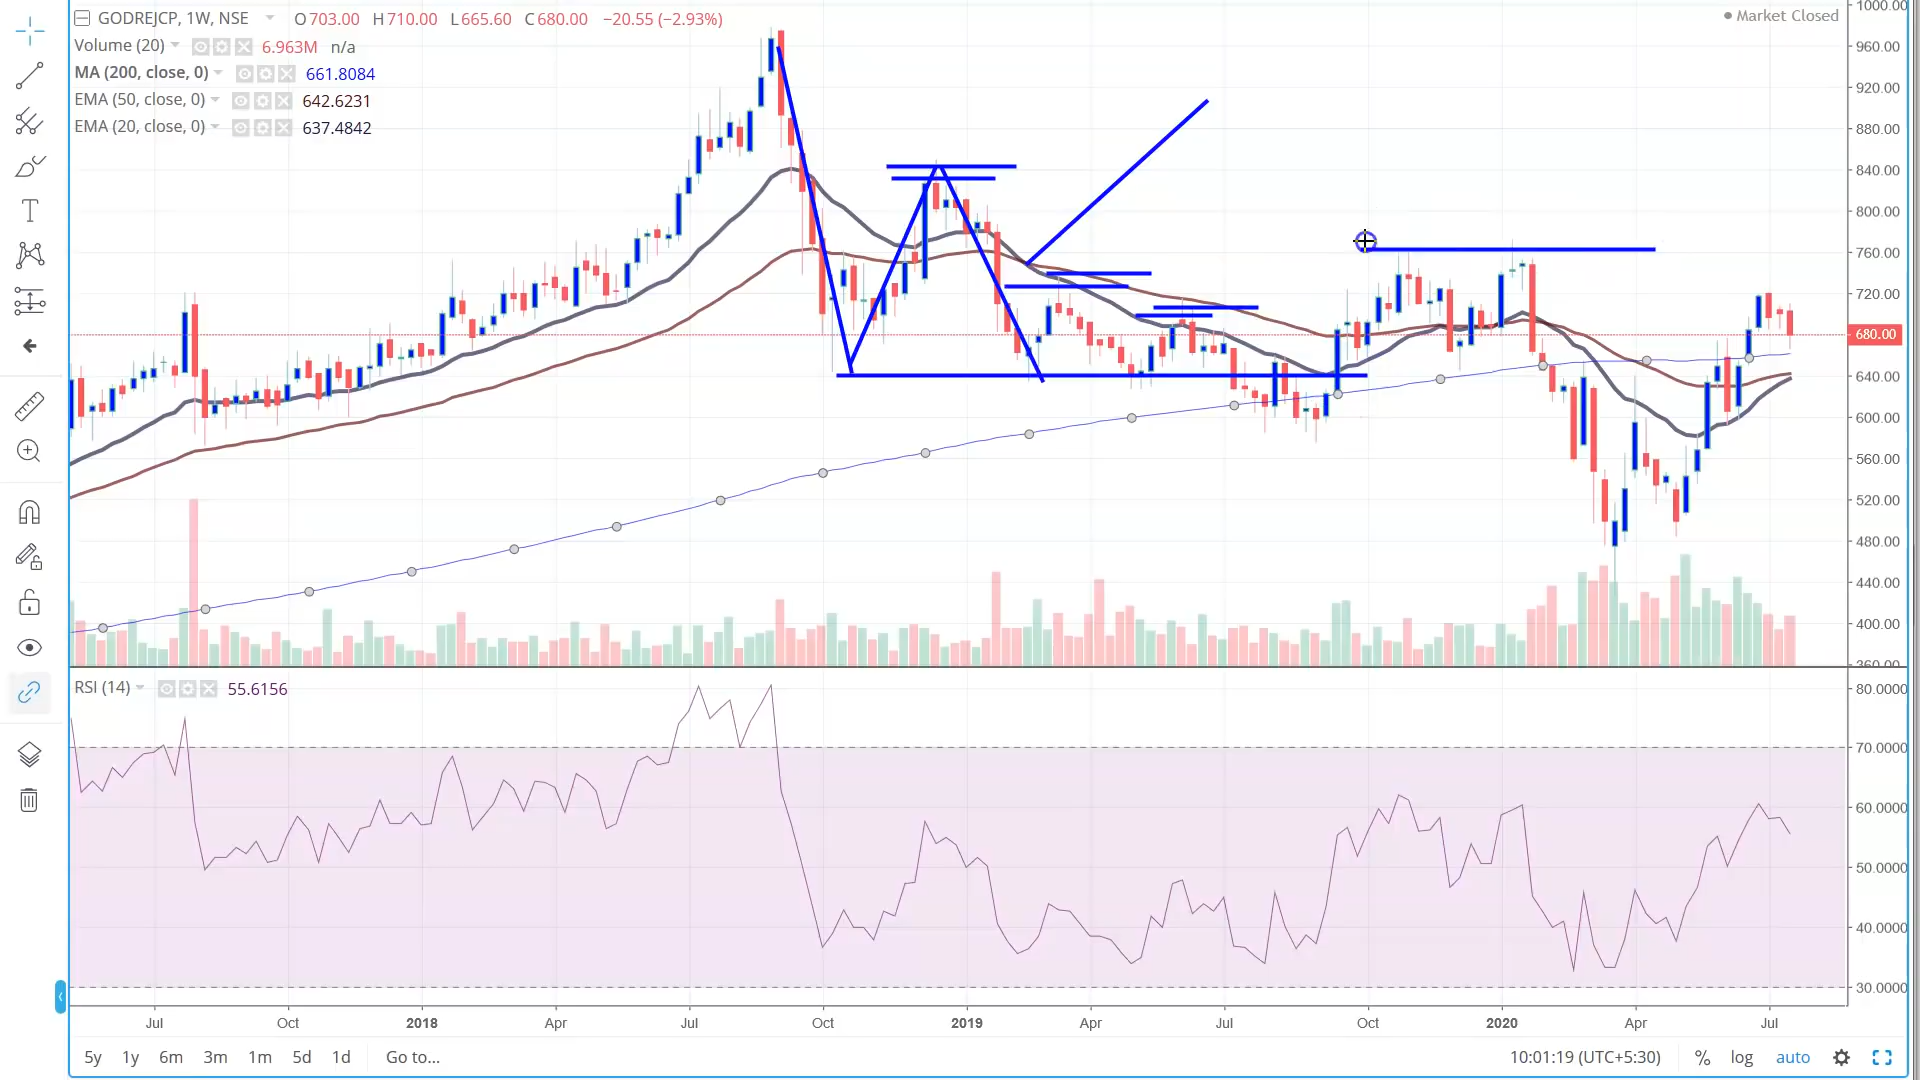 GODREJCP, 1W, NSE O703.00 H710.00 L665.60 C680.00 −20.55 (−2.93%)
Market Closed
Volume (20) 6.963M n/a
MA (200, close, 0) 661.8084
EMA (50, close, 0) 642.6231
EMA (20, close, 0) 637.4842
1000.00
960.00
920.00
880.00
840.00
800.00
760.00
720.00
680.00
640.00
600.00
560.00
520.00
480.00
440.00
400.00
360.00
RSI (14) 55.6156
80.0000
70.0000
60.0000
50.0000
40.0000
30.0000
Jul Oct 2018 Apr Jul Oct 2019 Apr Jul Oct 2020 Apr Jul
5y 1y 6m 3m 1m 5d 1d Go to... 10:01:19 (UTC+5:30) % log auto